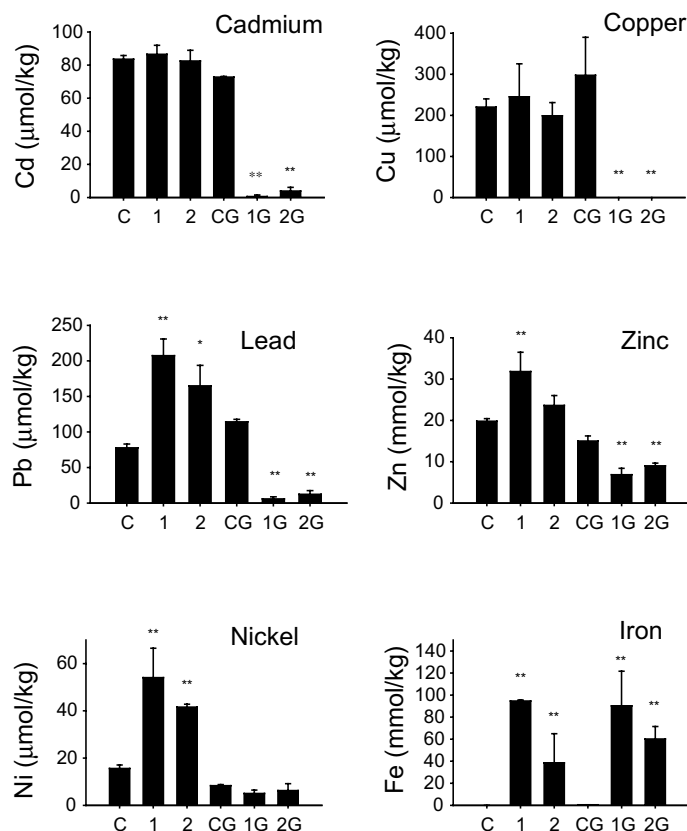 Cadmium
Cd (μmol/kg)
100
80
60
40
20
0
** **
C 1 2 CG 1G 2G
Copper
Cu (μmol/kg)
400
300
200
100
0
** **
C 1 2 CG 1G 2G
Lead
Pb (μmol/kg)
250
200
150
100
50
0
** * ** **
C 1 2 CG 1G 2G
Zinc
Zn (mmol/kg)
40
30
20
10
0
** ** **
C 1 2 CG 1G 2G
Nickel
Ni (μmol/kg)
60
40
20
0
** **
C 1 2 CG 1G 2G
Iron
Fe (mmol/kg)
140
120
100
80
60
40
20
0
** ** ** **
C 1 2 CG 1G 2G